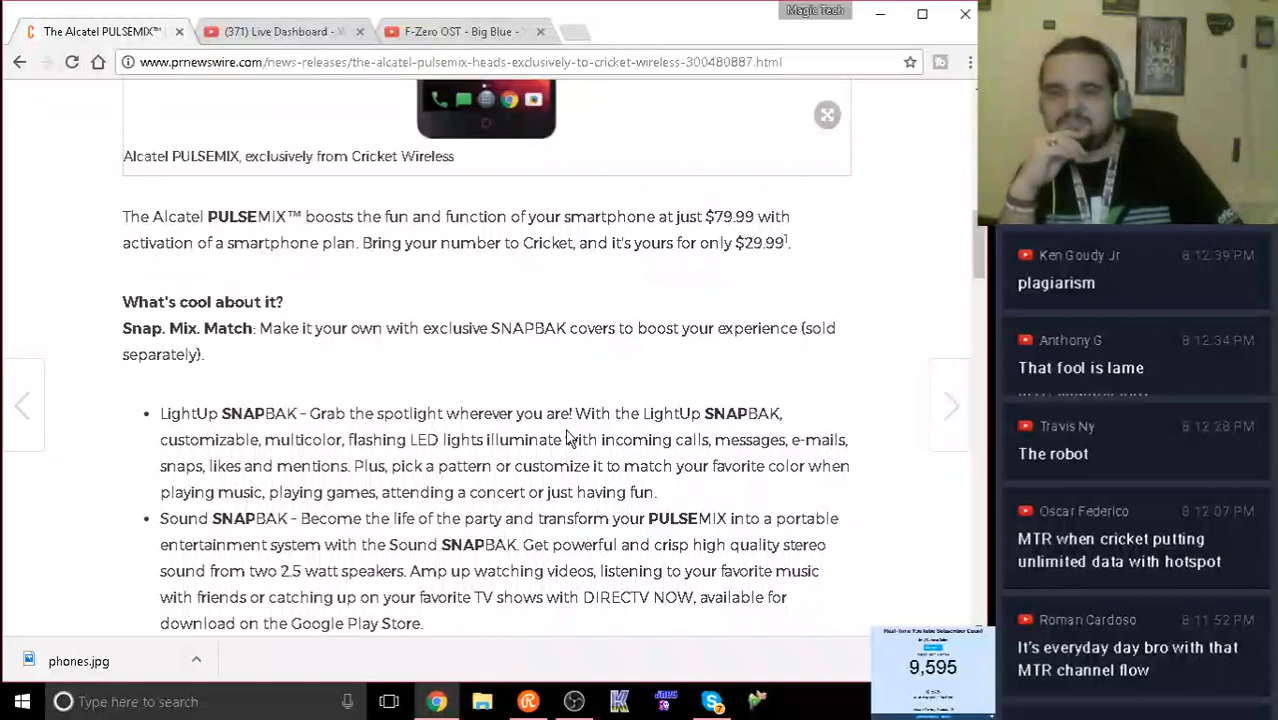 Magic Tech
The Alcatel PULSEMIX™
(371) Live Dashboard -
F-Zero OST - Big Blue -
www.prnewswire.com/news-releases/the-alcatel-pulsemix-heads-exclusively-to-cricket-wireless-300480887.html
Alcatel PULSEMIX, exclusively from Cricket Wireless
The Alcatel PULSEMIX™ boosts the fun and function of your smartphone at just $79.99 with
activation of a smartphone plan. Bring your number to Cricket, and it's yours for only $29.99¹.
What's cool about it?
Snap. Mix. Match: Make it your own with exclusive SNAPBAK covers to boost your experience {sold
separately}.
• LightUp SNAPBAK – Grab the spotlight wherever you are! With the LightUp SNAPBAK,
customizable, multicolor, flashing LED lights illuminate with incoming calls, messages, e-mails,
snaps, likes and mentions. Plus, pick a pattern or customize it to match your favorite color when
playing music, playing games, attending a concert or just having fun.
• Sound SNAPBAK – Become the life of the party and transform your PULSEMIX into a portable
entertainment system with the Sound SNAPBAK. Get powerful and crisp high quality stereo
sound from two 2.5 watt speakers. Amp up watching videos, listening to your favorite music
with friends or catching up on your favorite TV shows with DIRECTV NOW, available for
download on the Google Play Store.
Ken Goudy Jr 8:12:39 PM
plagiarism
Anthony G 8:12:34 PM
That fool is lame
Travis Ny 8:12:28 PM
The robot
Oscar Federico 8:12:07 PM
MTR when cricket putting
unlimited data with hotspot
Roman Cardoso 8:11:52 PM
It's everyday day bro with that
MTR channel flow
Real-Time YouTube Subscriber Count
9,595
phones.jpg
Type here to search